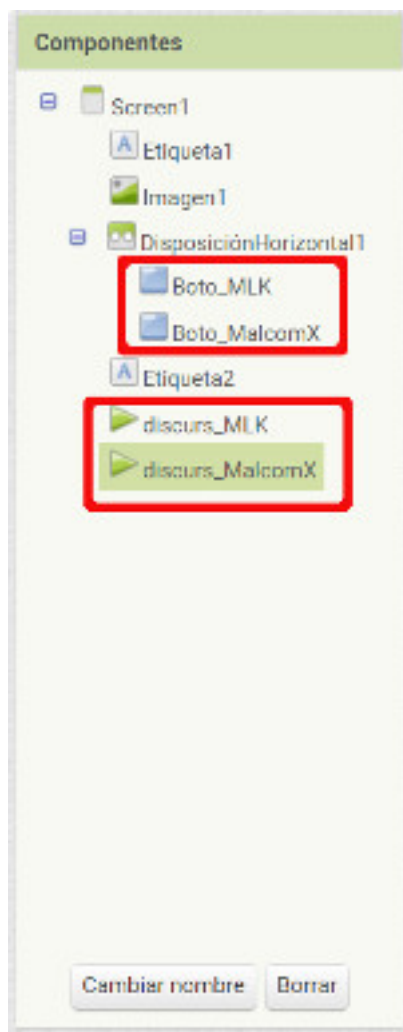 Componentes
Screen1
Etiqueta1
Imagen1
DisposiciónHorizontal1
Boto_MLK
Boto_MalcomX
Etiqueta2
discurs_MLK
discurs_MalcomX
Cambiar nombre Borrar